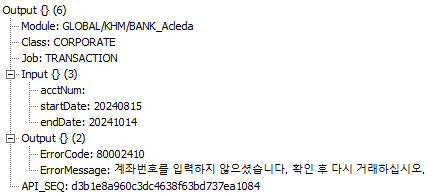 Output {} (6)
Module: GLOBAL/KHM/BANK_Acleda
Class: CORPORATE
Job: TRANSACTION
Input {} (3)
acctNum:
startDate: 20240815
endDate: 20241014
Output {} (2)
ErrorCode: 80002410
ErrorMessage: 계좌번호를 입력하지 않으셨습니다. 확인 후 다시 거래하십시오.
API_SEQ: d3b1e8a960c3dc4638f63bd737ea1084